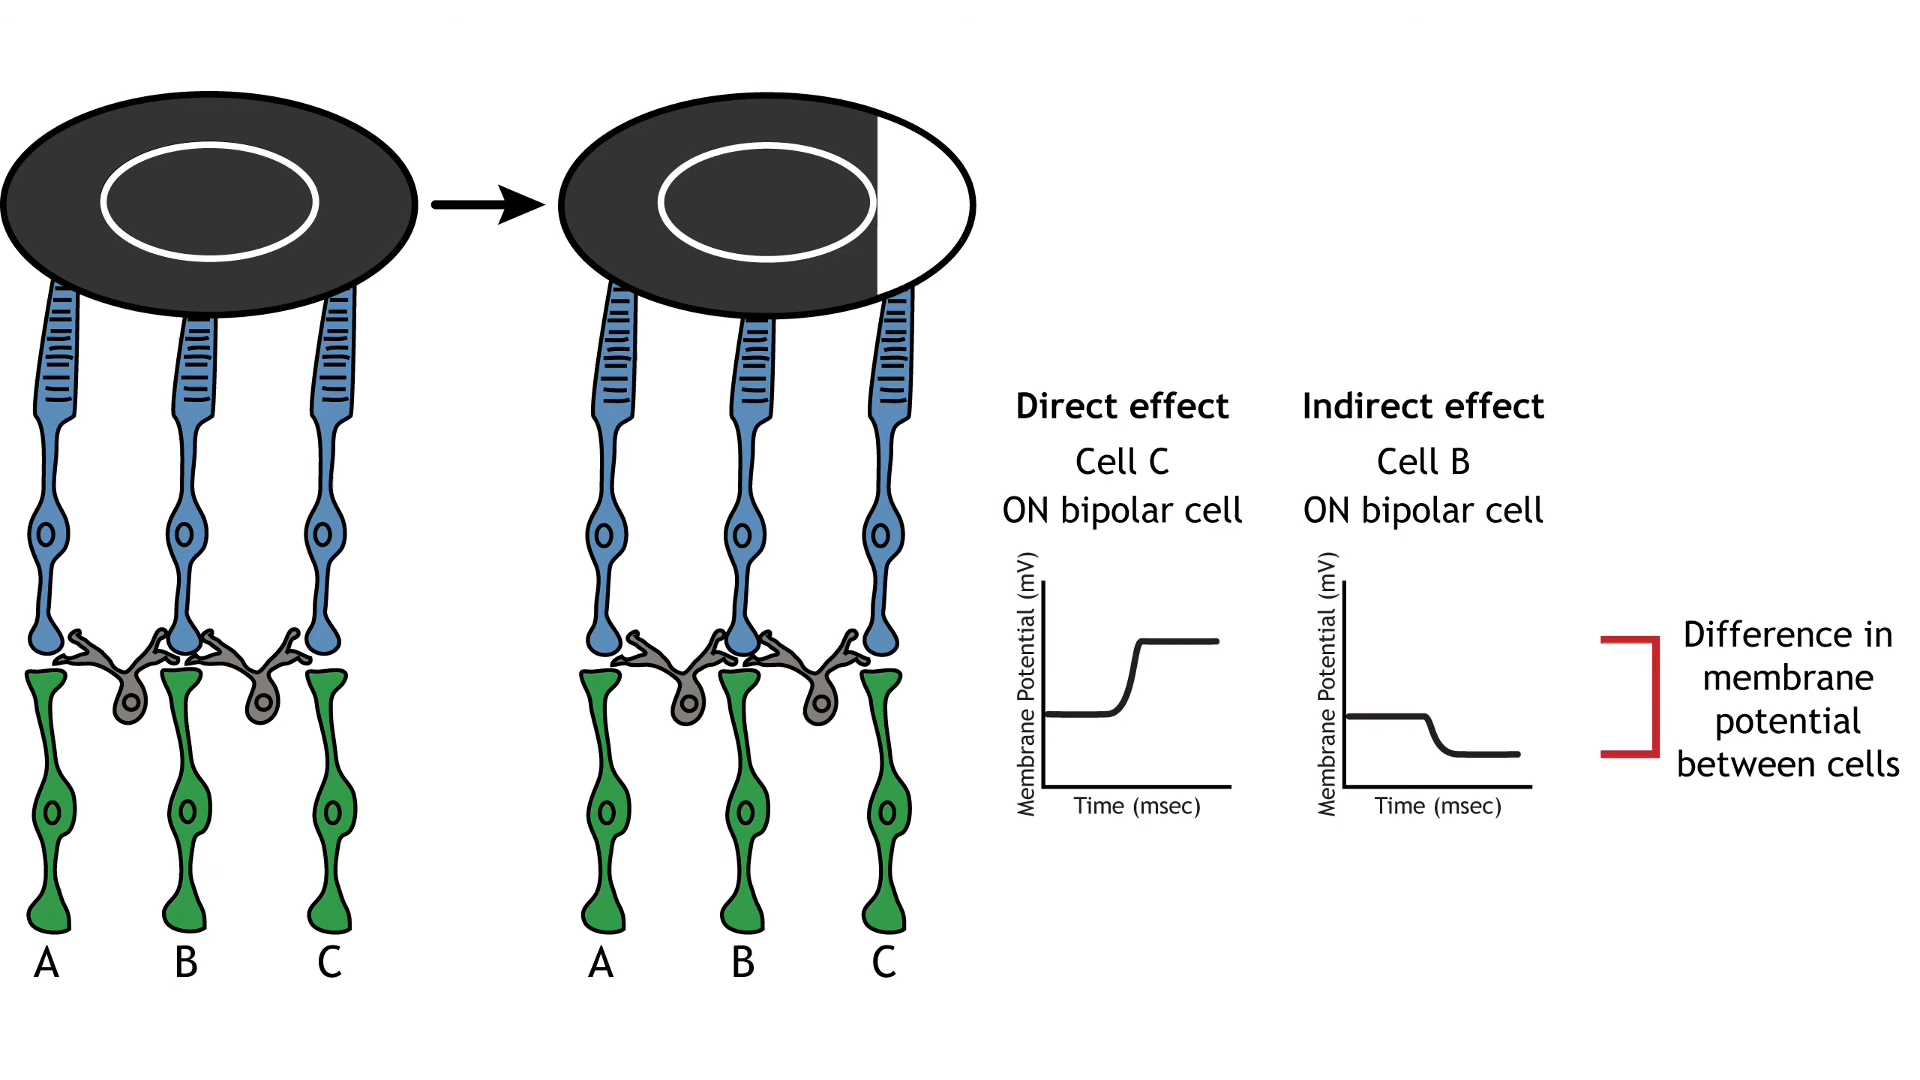 Direct effect
Cell C
ON bipolar cell
Membrane Potential (mV)
Time (msec)
Indirect effect
Cell B
ON bipolar cell
Membrane Potential (mV)
Time (msec)
Difference in
membrane
potential
between cells
A
B
C
A
B
C